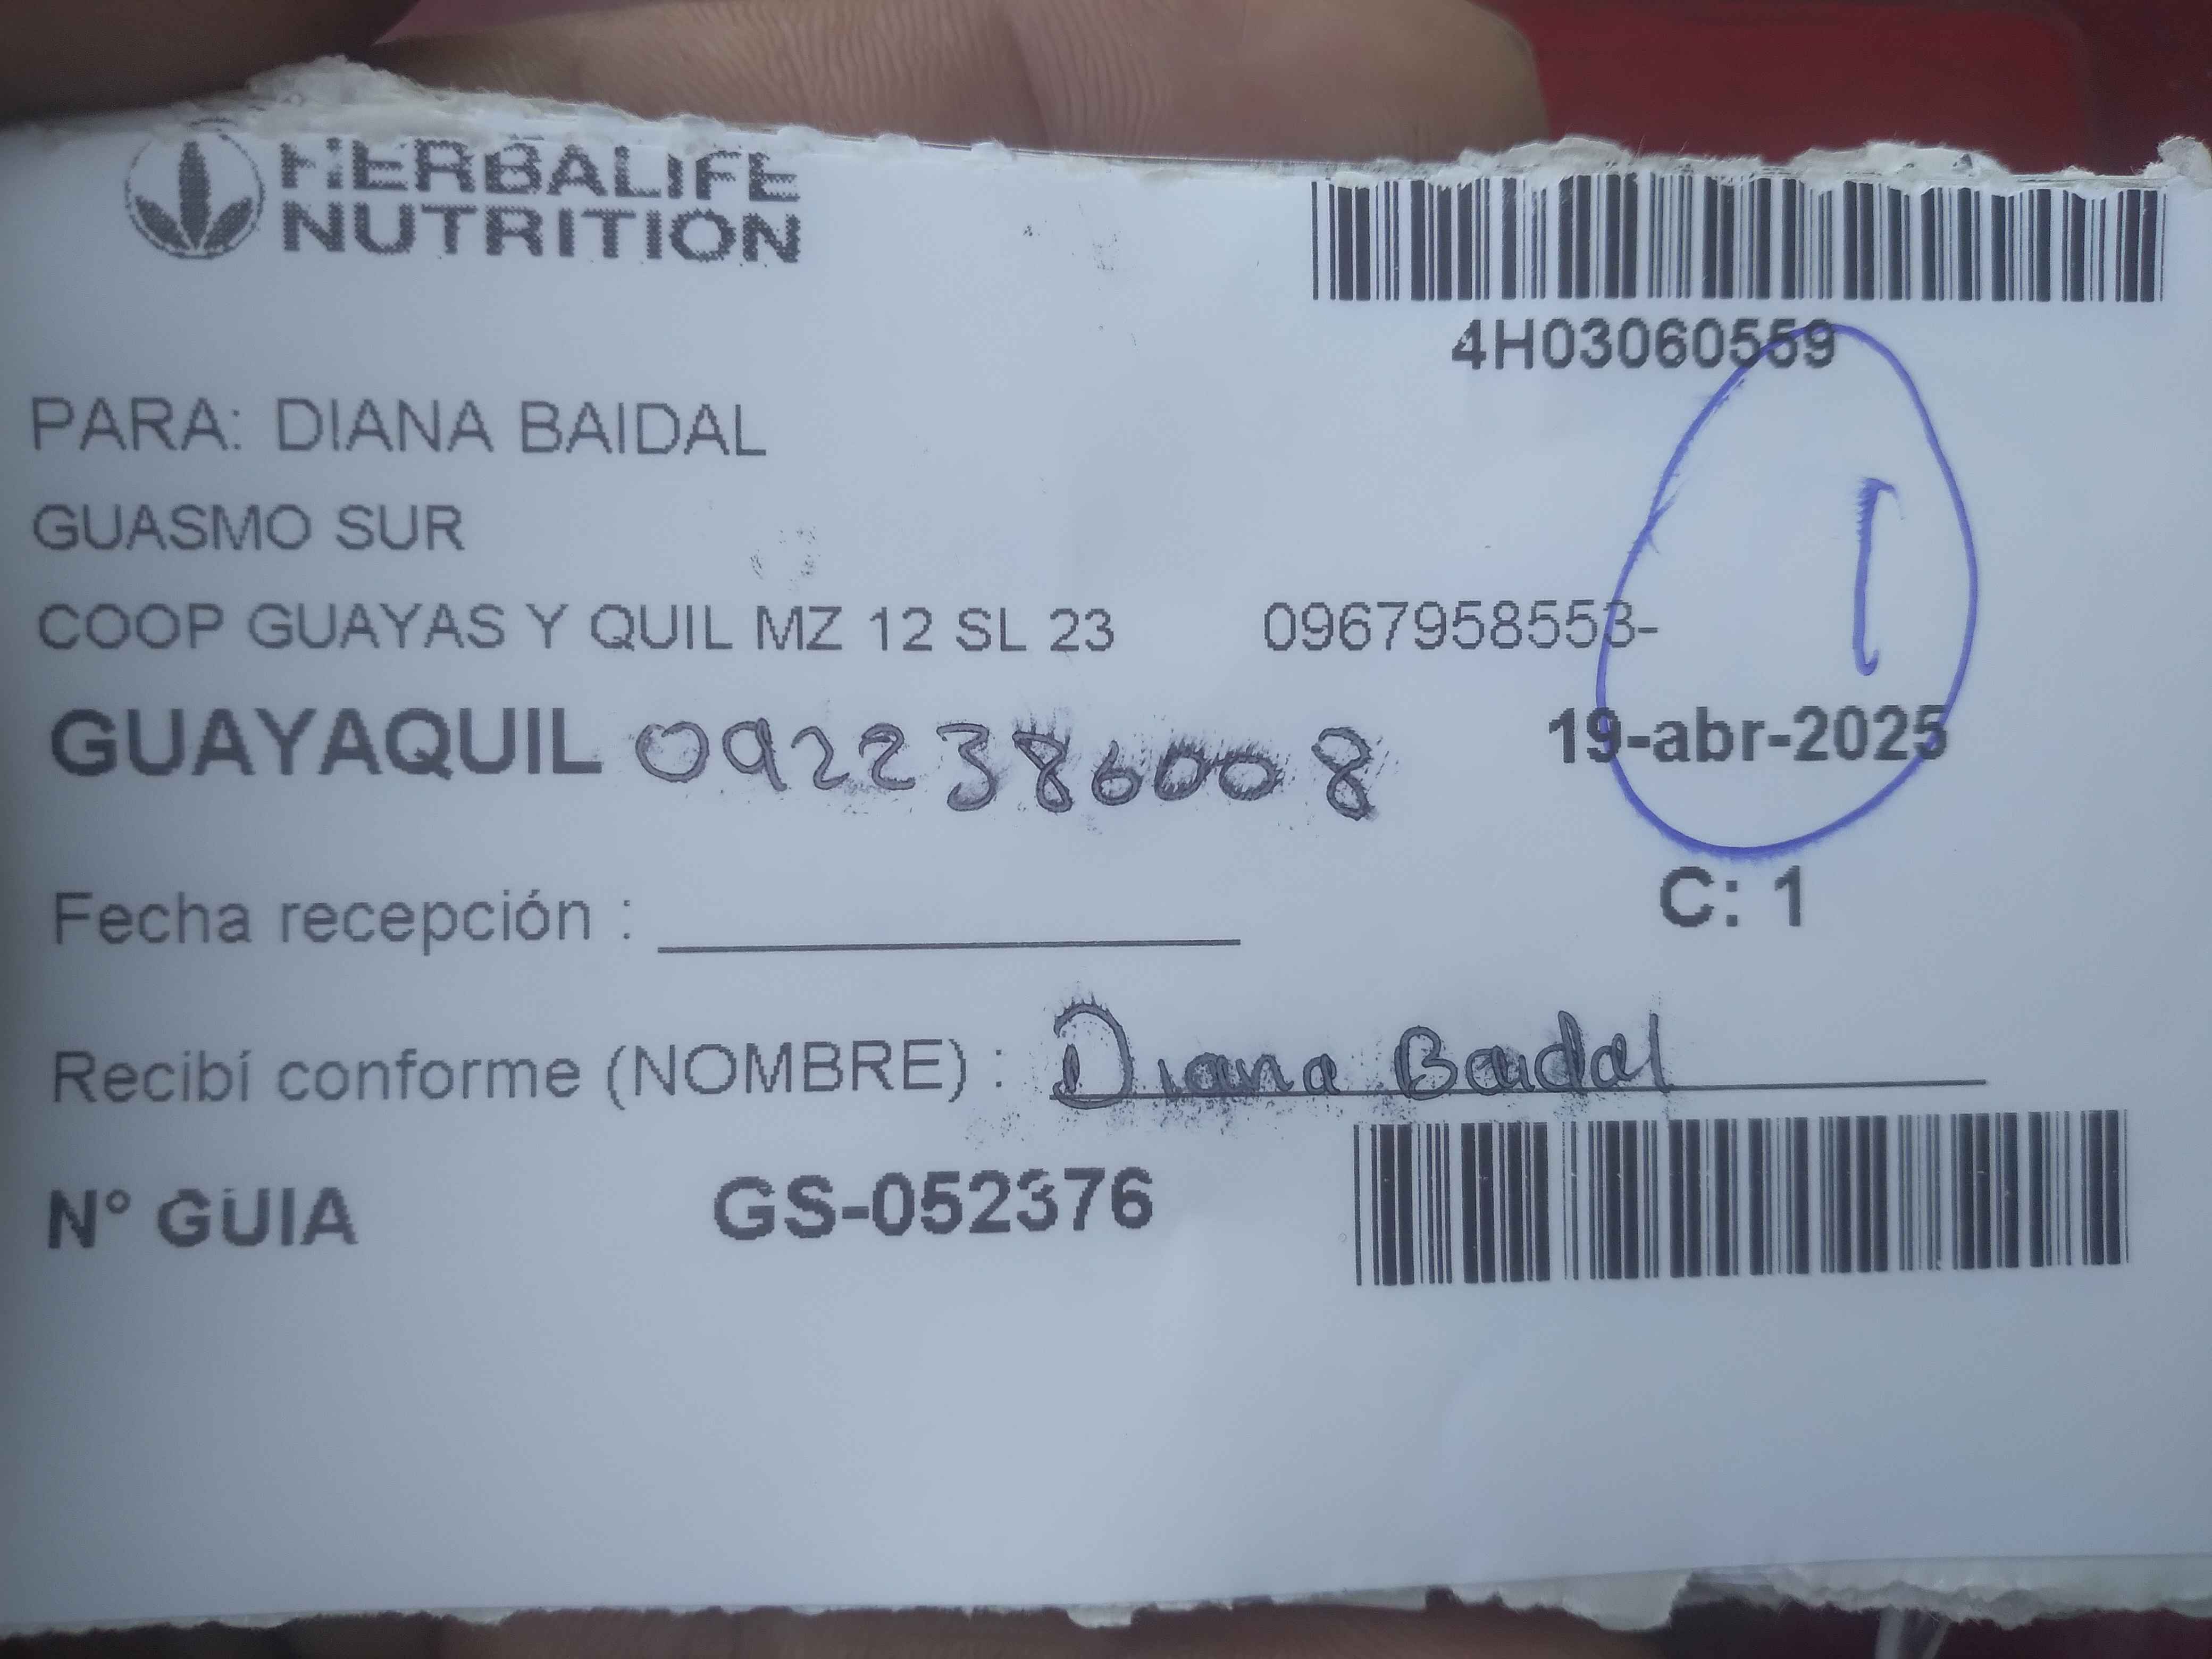 HERBALIFE
NUTRITION
4H03060559
PARA: DIANA BAIDAL
GUASMO SUR
COOP GUAYAS Y QUIL MZ 12 SL 23 0967958553-
1
GUAYAQUIL 0922386008 19-abr-2025
C: 1
Fecha recepción :
Recibí conforme (NOMBRE) : Diana Baidal
N° GUIA GS-052376